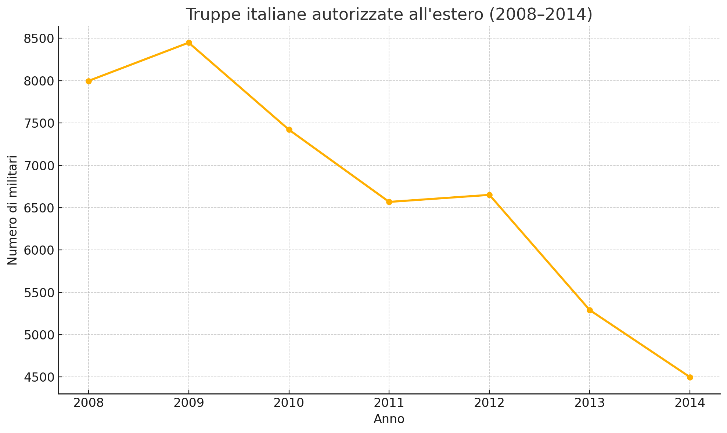 Truppe italiane autorizzate all'estero (2008–2014)
8500
8000
7500
7000
6500
6000
5500
5000
4500
Numero di militari
2008 2009 2010 2011 2012 2013 2014
Anno